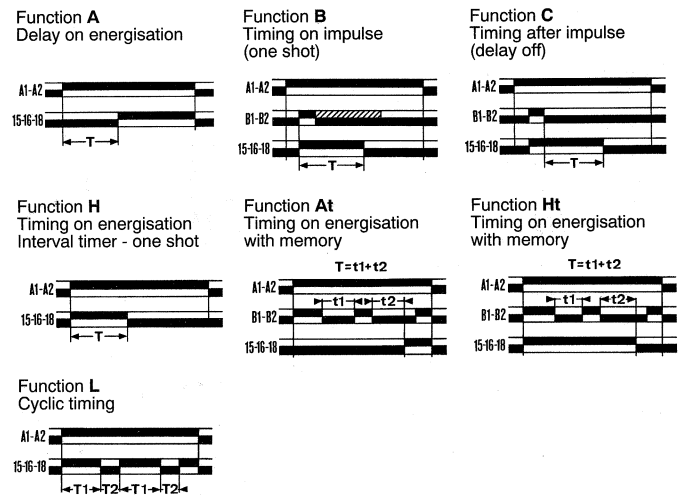 Function A
Delay on energisation
A1-A2
15-16-18
T
Function B
Timing on impulse
(one shot)
A1-A2
B1-B2
15-16-18
T
Function C
Timing after impulse
(delay off)
A1-A2
B1-B2
15-16-18
T
Function H
Timing on energisation
Interval timer - one shot
A1-A2
15-16-18
T
Function At
Timing on energisation
with memory
T=t1+t2
A1-A2
t1 t2
B1-B2
15-16-18
Function Ht
Timing on energisation
with memory
T=t1+t2
A1-A2
t1 t2
B1-B2
15-16-18
Function L
Cyclic timing
A1-A2
15-16-18
T1 T2 T1 T2